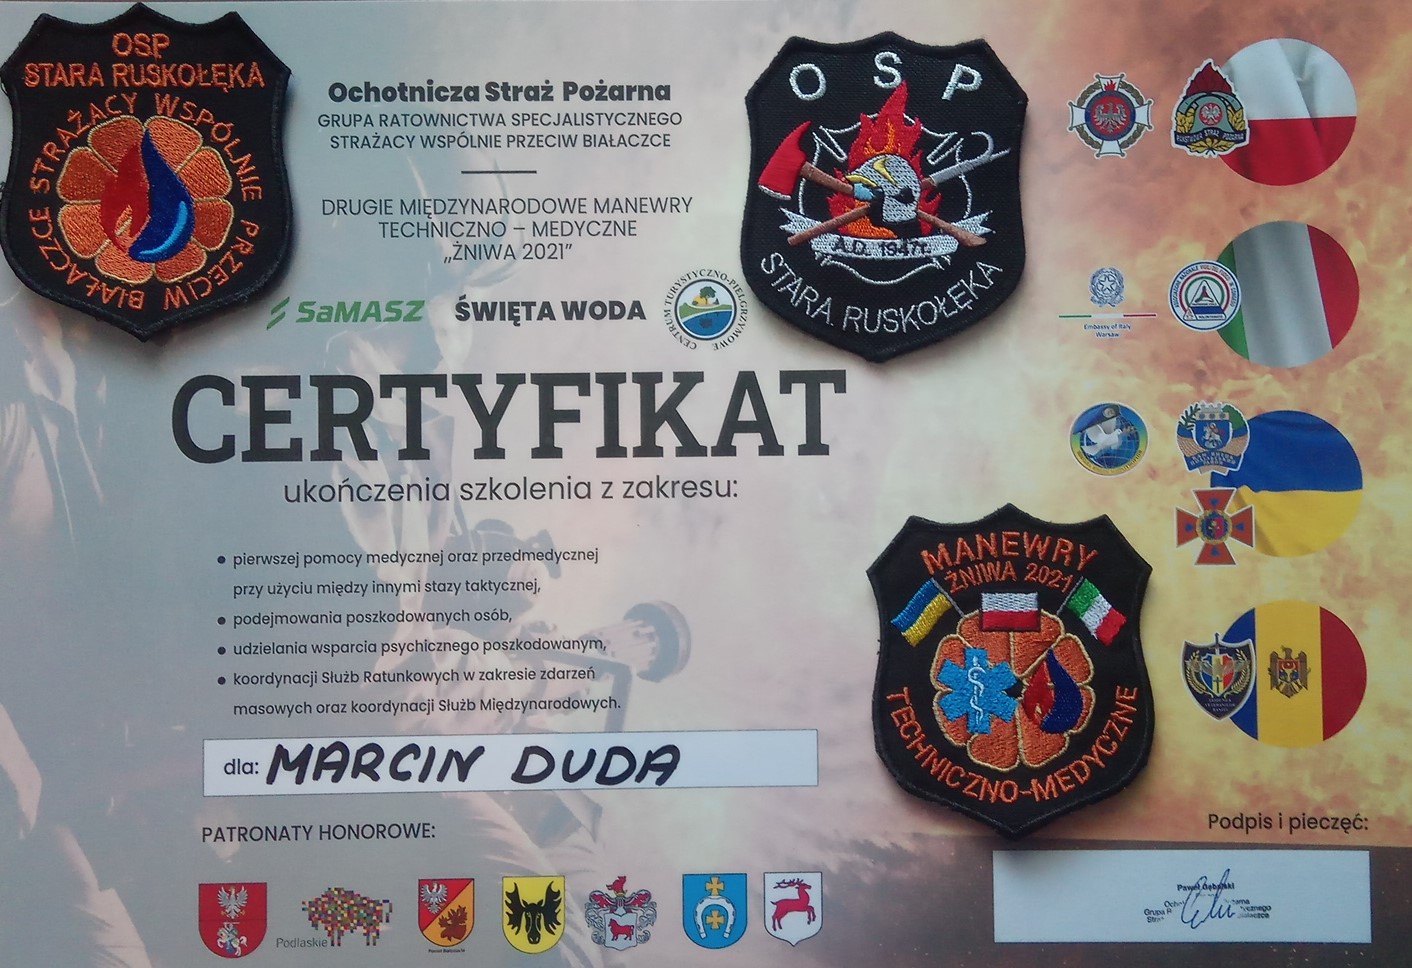 OSP
STARA RUSKOŁĘKA
STRAŻACY WSPÓLNIE PRZECIW BIAŁACZCE
Ochotnicza Straż Pożarna
GRUPA RATOWNICTWA SPECJALISTYCZNEGO
STRAŻACY WSPÓLNIE PRZECIW BIAŁACZCE
DRUGIE MIĘDZYNARODOWE MANEWRY
TECHNICZNO – MEDYCZNE
„ŻNIWA 2021”
SaMASZ
ŚWIĘTA WODA
CENTRUM TURYSTYCZNO-PIELGRZYMOWE
OSP
A.D. 1947r.
STARA RUSKOŁĘKA
Embassy of Italy
Warsaw
CERTYFIKAT
ukończenia szkolenia z zakresu:
pierwszej pomocy medycznej oraz przedmedycznej
przy użyciu między innymi stazy taktycznej,
podejmowania poszkodowanych osób,
udzielania wsparcia psychicznego poszkodowanym,
koordynacji Służb Ratunkowych w zakresie zdarzeń
masowych oraz koordynacji Służb Międzynarodowych.
MANEWRY
ŻNIWA 2021
TECHNICZNO-MEDYCZNE
dla: MARCIN DUDA
PATRONATY HONOROWE:
Podlaskie
Podpis i pieczęć: